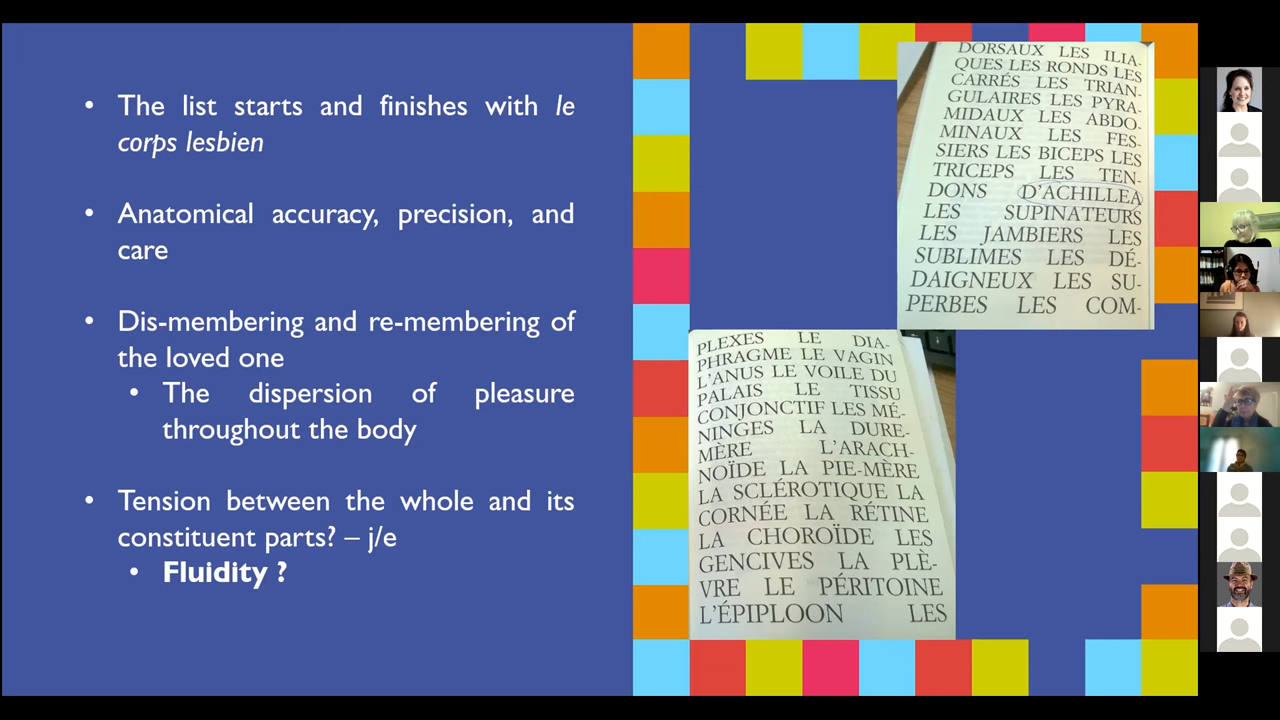 • The list starts and finishes with le
corps lesbien
• Anatomical accuracy, precision, and
care
• Dis-membering and re-membering of
the loved one
• The dispersion of pleasure
throughout the body
• Tension between the whole and its
constituent parts? – j/e
• Fluidity ?
DORSAUX LES ILIA-
QUES LES RONDS LES
CARRÉS LES TRIAN-
GULAIRES LES PYRA-
MIDAUX LES ABDO-
MINAUX LES FES-
SIERS LES BICEPS LES
TRICEPS LES TEN-
DONS D'ACHILLEA
LES SUPINATEURS
LES JAMBIERS LES
SUBLIMES LES DÉ-
DAIGNEUX LES SU-
PERBES LES COM-
PLEXES LE DIA-
PHRAGME LE VAGIN
L'ANUS LE VOILE DU
PALAIS LE TISSU
CONJONCTIF LES MÉ-
NINGES LA DURE-
MÈRE L'ARACH-
NOÏDE LA PIE-MÈRE
LA SCLÉROTIQUE LA
CORNÉE LA RÉTINE
LA CHOROÏDE LES
GENCIVES LA PLÈ-
VRE LE PÉRITOINE
L'ÉPIPLOON LES